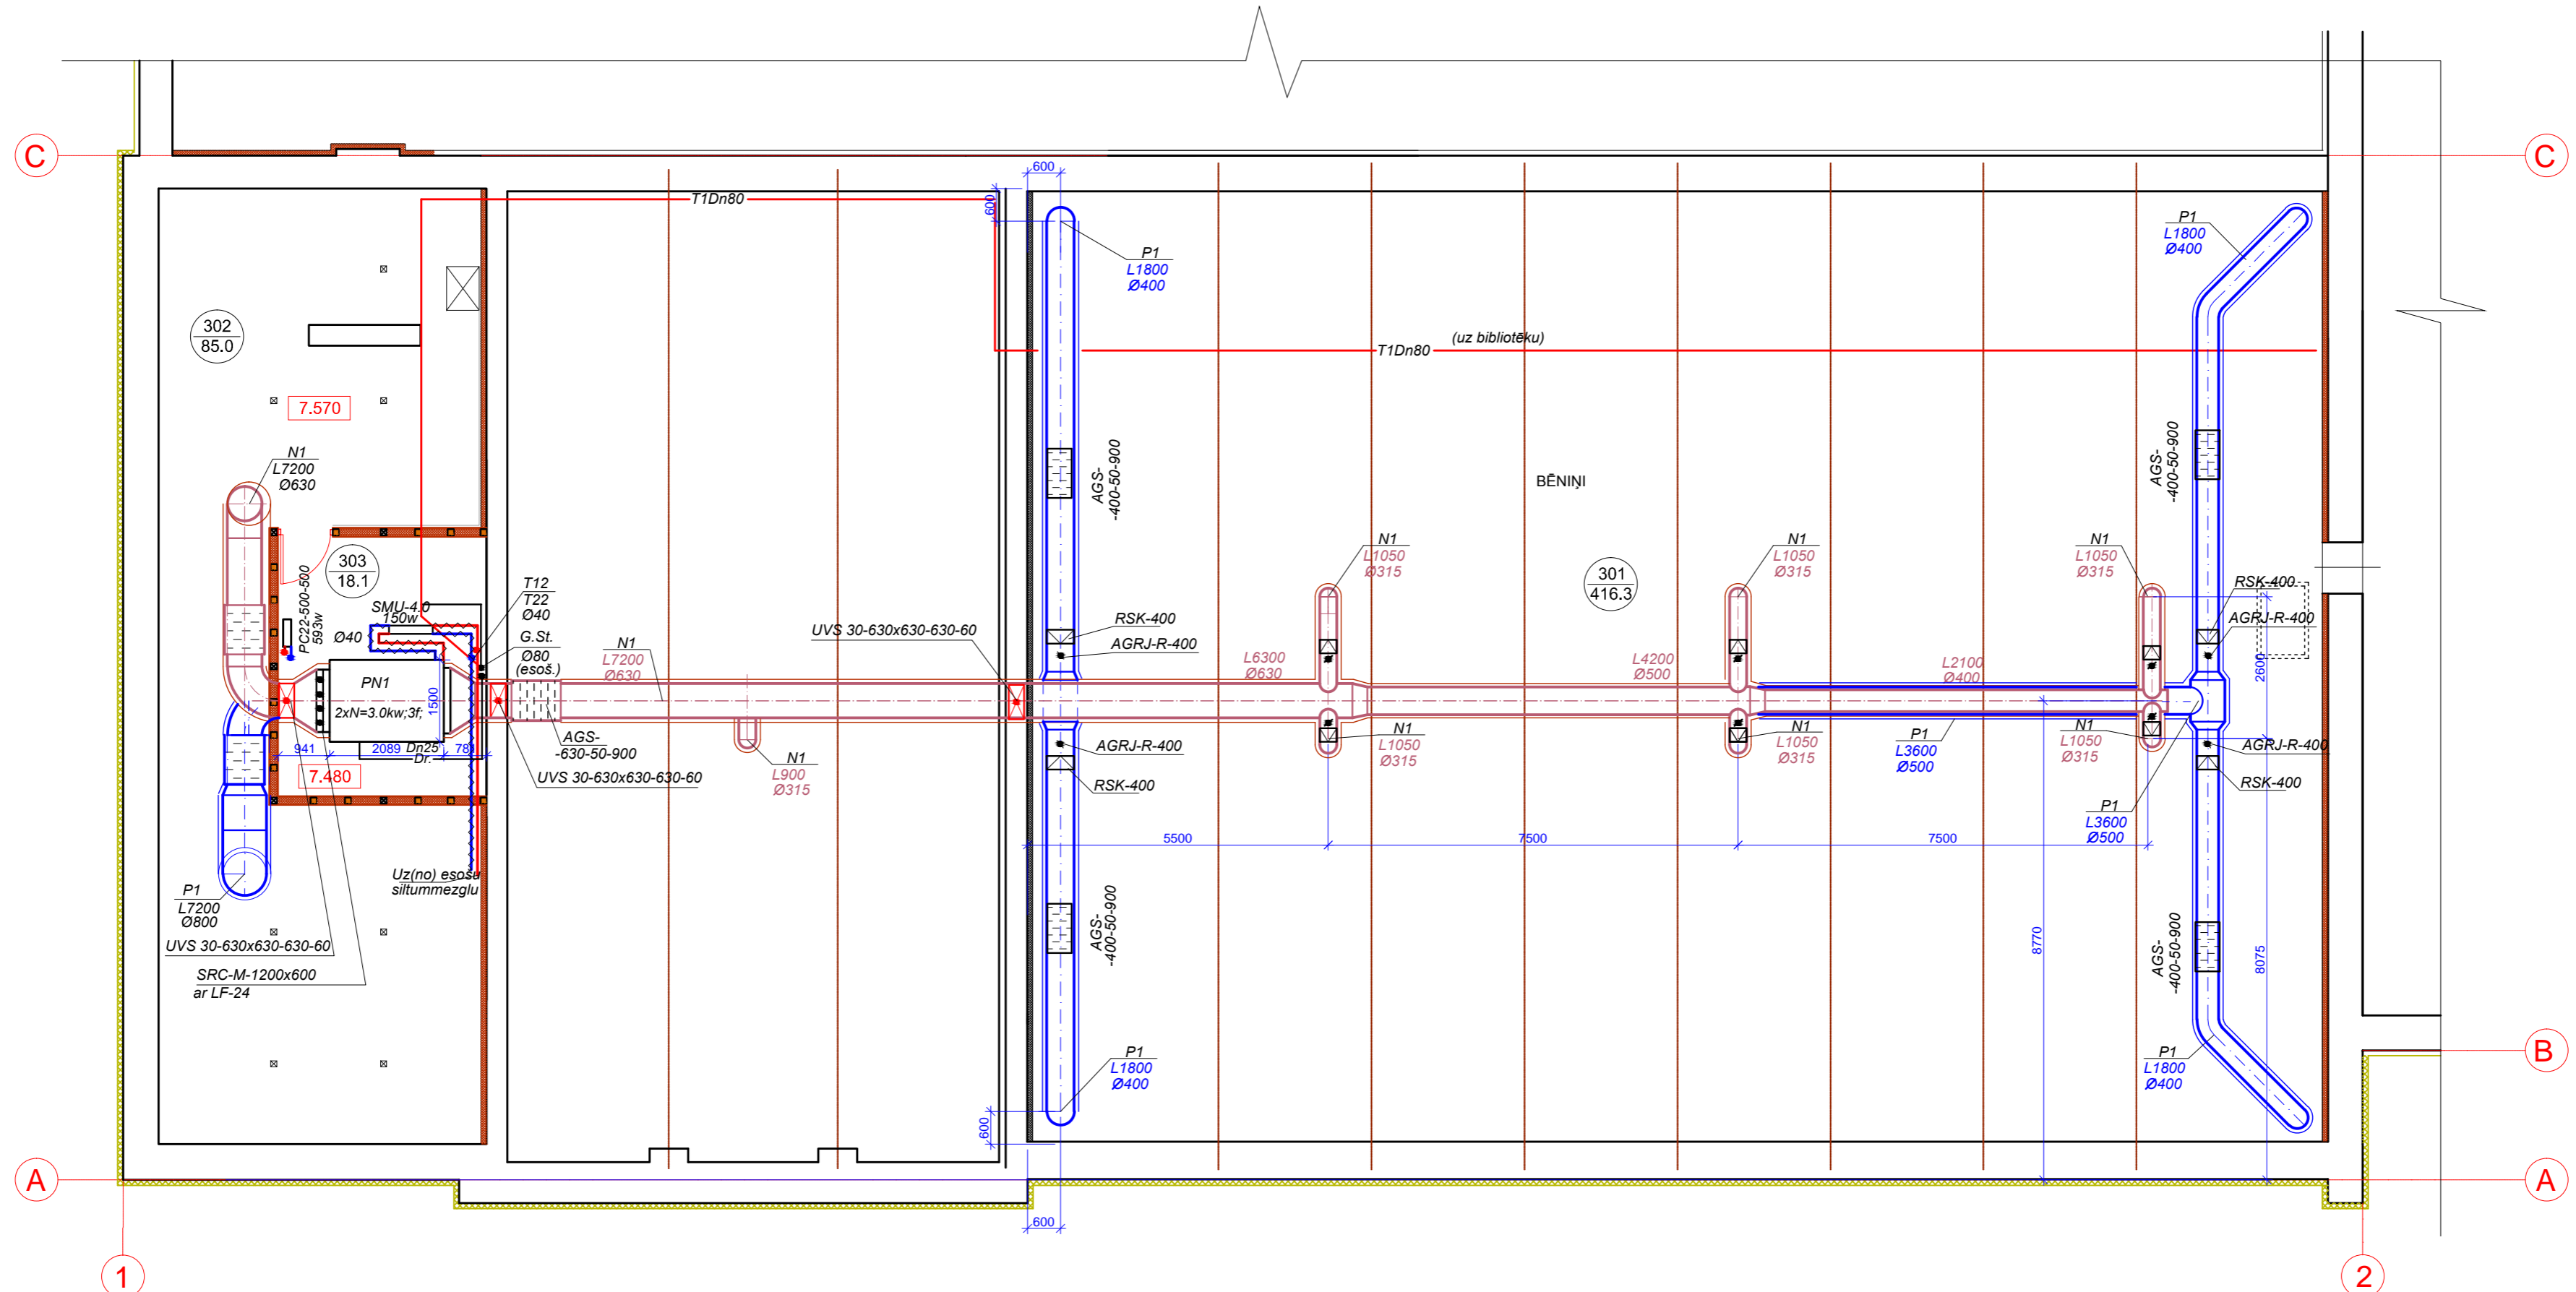 C
C
600
T1Dn80
600
P1
L1800
Ø400
P1
L1800
Ø400
302
85.0
(uz bibliotēku)
T1Dn80
7.570
N1
L7200
Ø630
AGS-
-400-50-900
BĒNIŅI
AGS-
-400-50-900
303
18.1
PC22-500-500
593w
SMU-4.0
150w
Ø40
T12
T22
Ø40
G.St.
Ø80
(esoš.)
N1
L7200
Ø630
UVS 30-630x630-630-60
RSK-400
AGRJ-R-400
N1
L1050
Ø315
301
416.3
N1
L1050
Ø315
N1
L1050
Ø315
RSK-400
AGRJ-R-400
2600
L6300
Ø630
L4200
Ø500
L2100
Ø400
PN1
2xN=3.0kw;3f;
1500
941
2089
781
Dn25
Dr.
7.480
AGS-
-630-50-900
UVS 30-630x630-630-60
N1
L900
Ø315
AGRJ-R-400
RSK-400
N1
L1050
Ø315
N1
L1050
Ø315
P1
L3600
Ø500
N1
L1050
Ø315
AGRJ-R-400
RSK-400
P1
L3600
Ø500
5500
7500
7500
Uz(no) esošu
siltummezglu
P1
L7200
Ø800
UVS 30-630x630-630-60
SRC-M-1200x600
ar LF-24
AGS-
-400-50-900
8770
AGS-
-400-50-900
8075
P1
L1800
Ø400
P1
L1800
Ø400
600
B
A
A
600
1
2